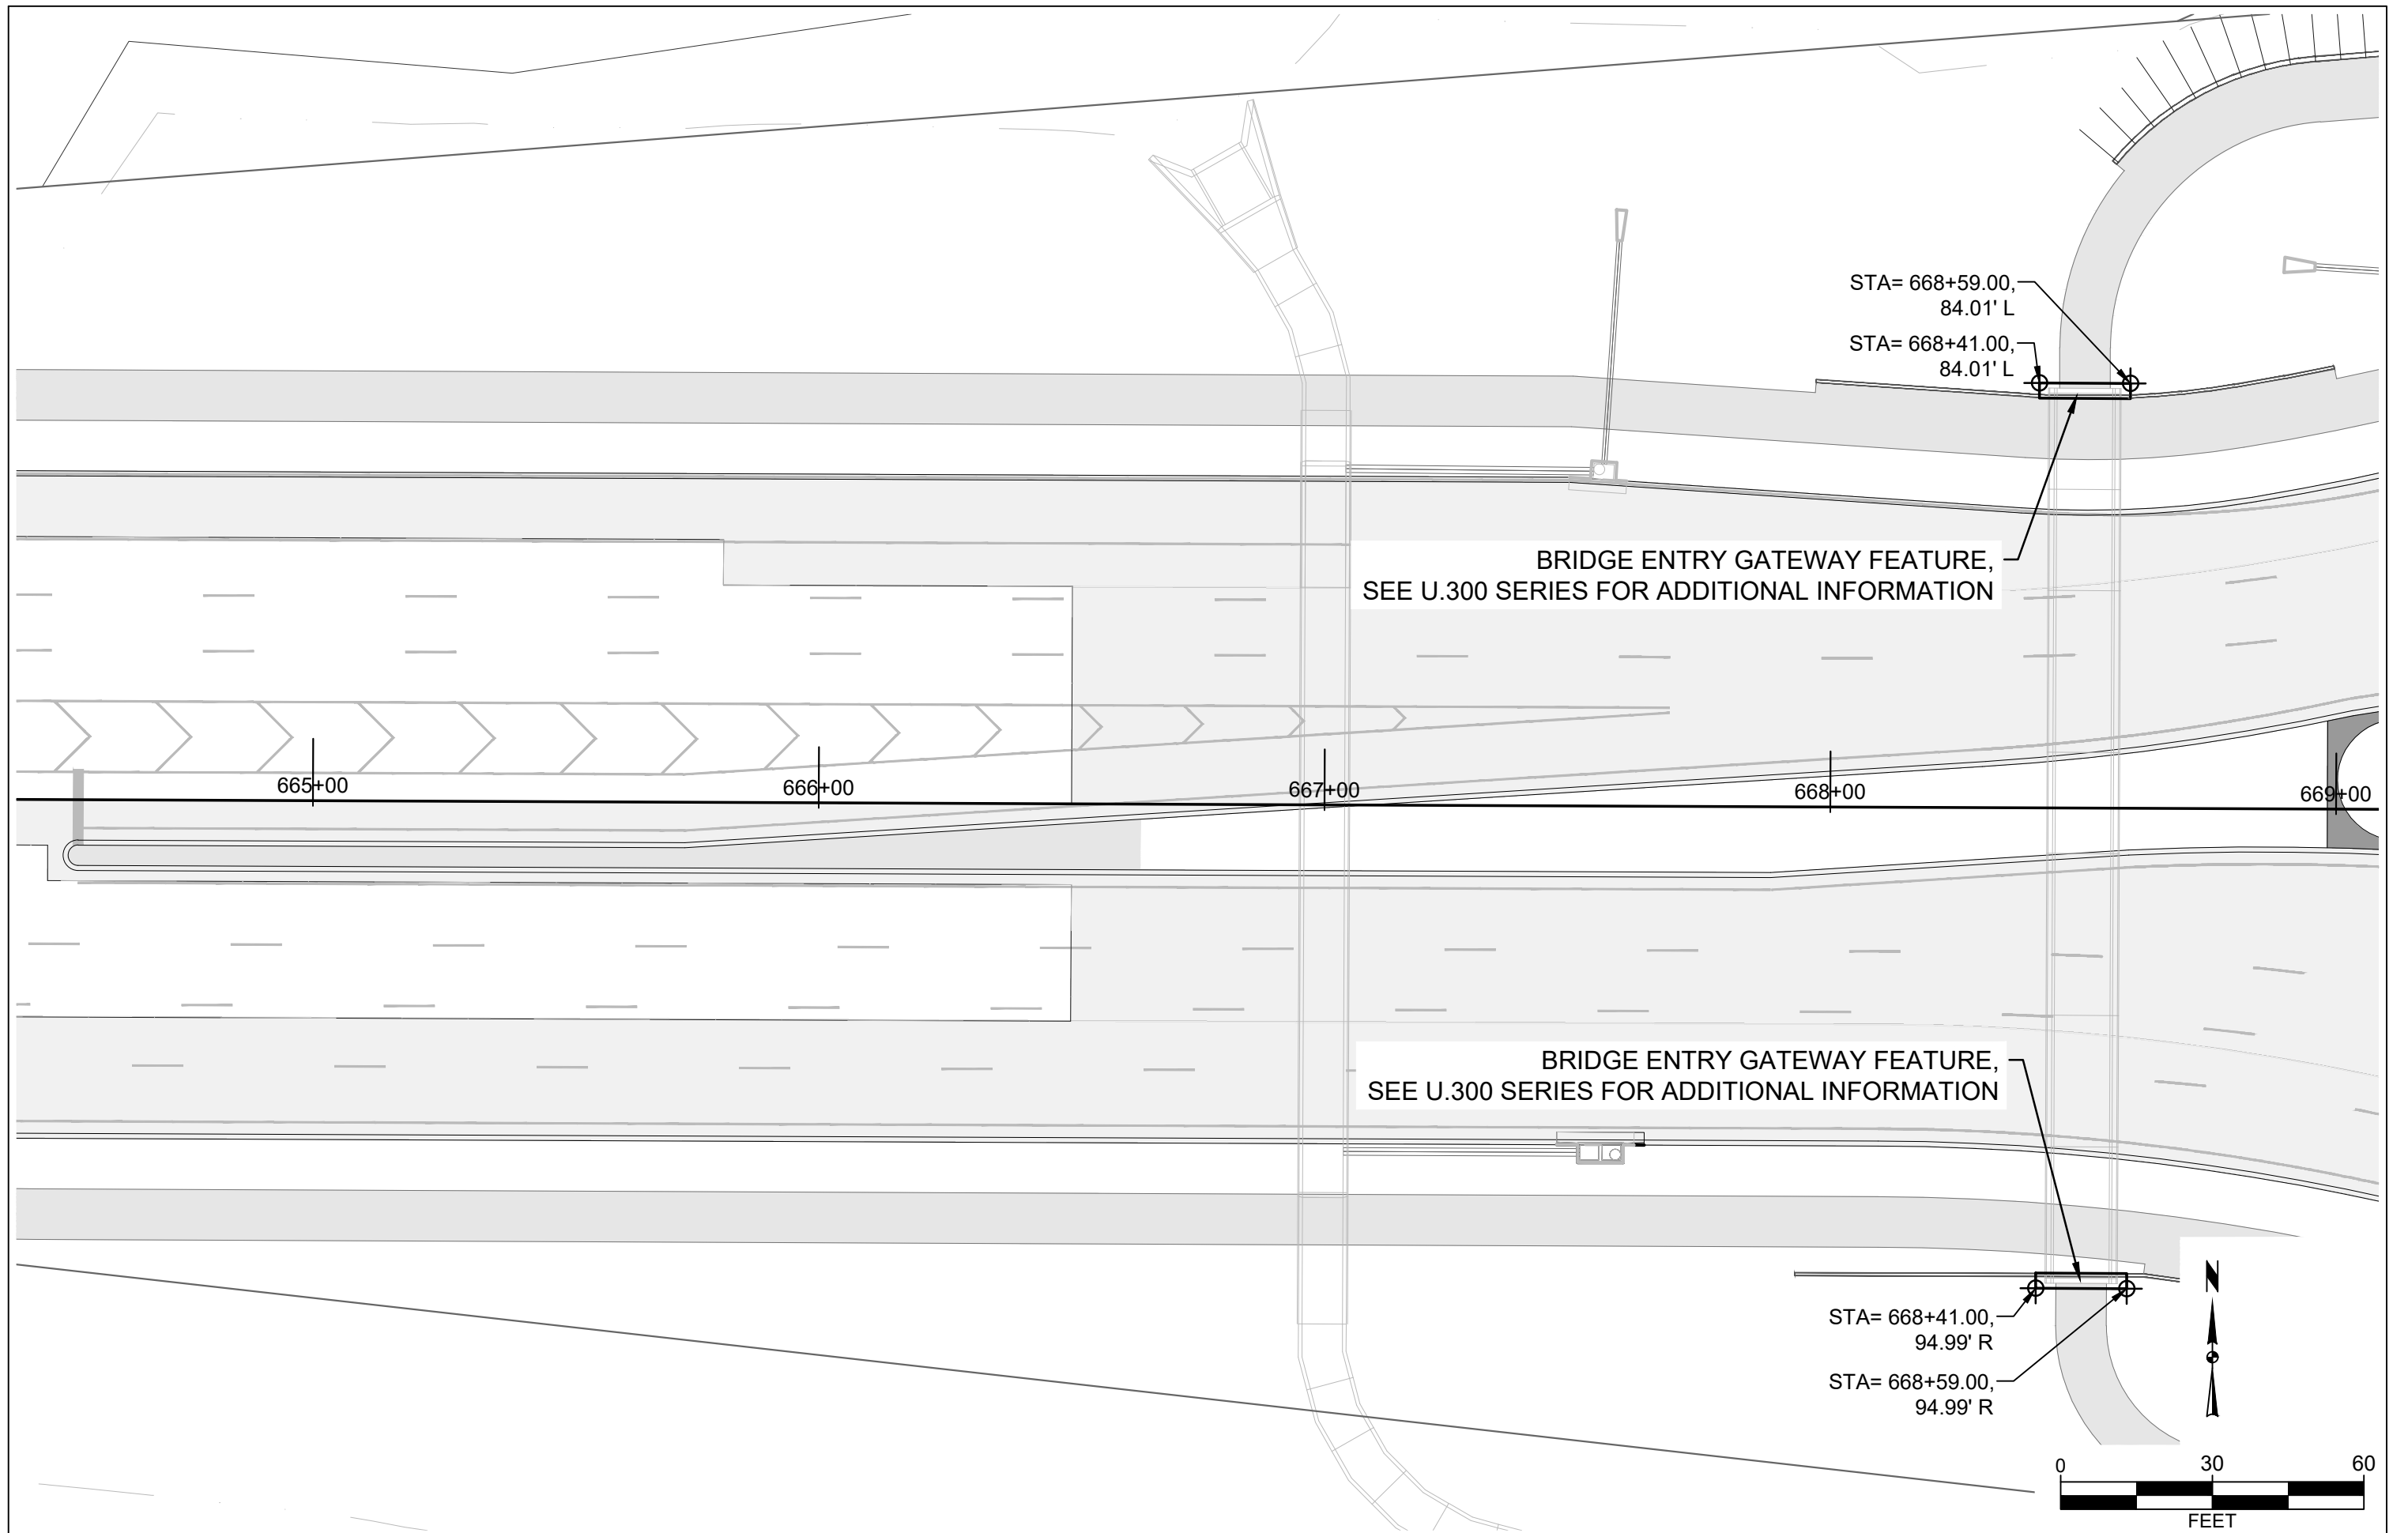 STA= 668+59.00,
84.01' L
STA= 668+41.00,
84.01' L
BRIDGE ENTRY GATEWAY FEATURE,
SEE U.300 SERIES FOR ADDITIONAL INFORMATION
665+00
666+00
667+00
668+00
669+00
BRIDGE ENTRY GATEWAY FEATURE,
SEE U.300 SERIES FOR ADDITIONAL INFORMATION
STA= 668+41.00,
94.99' R
STA= 668+59.00,
94.99' R
N
0 30 60
FEET